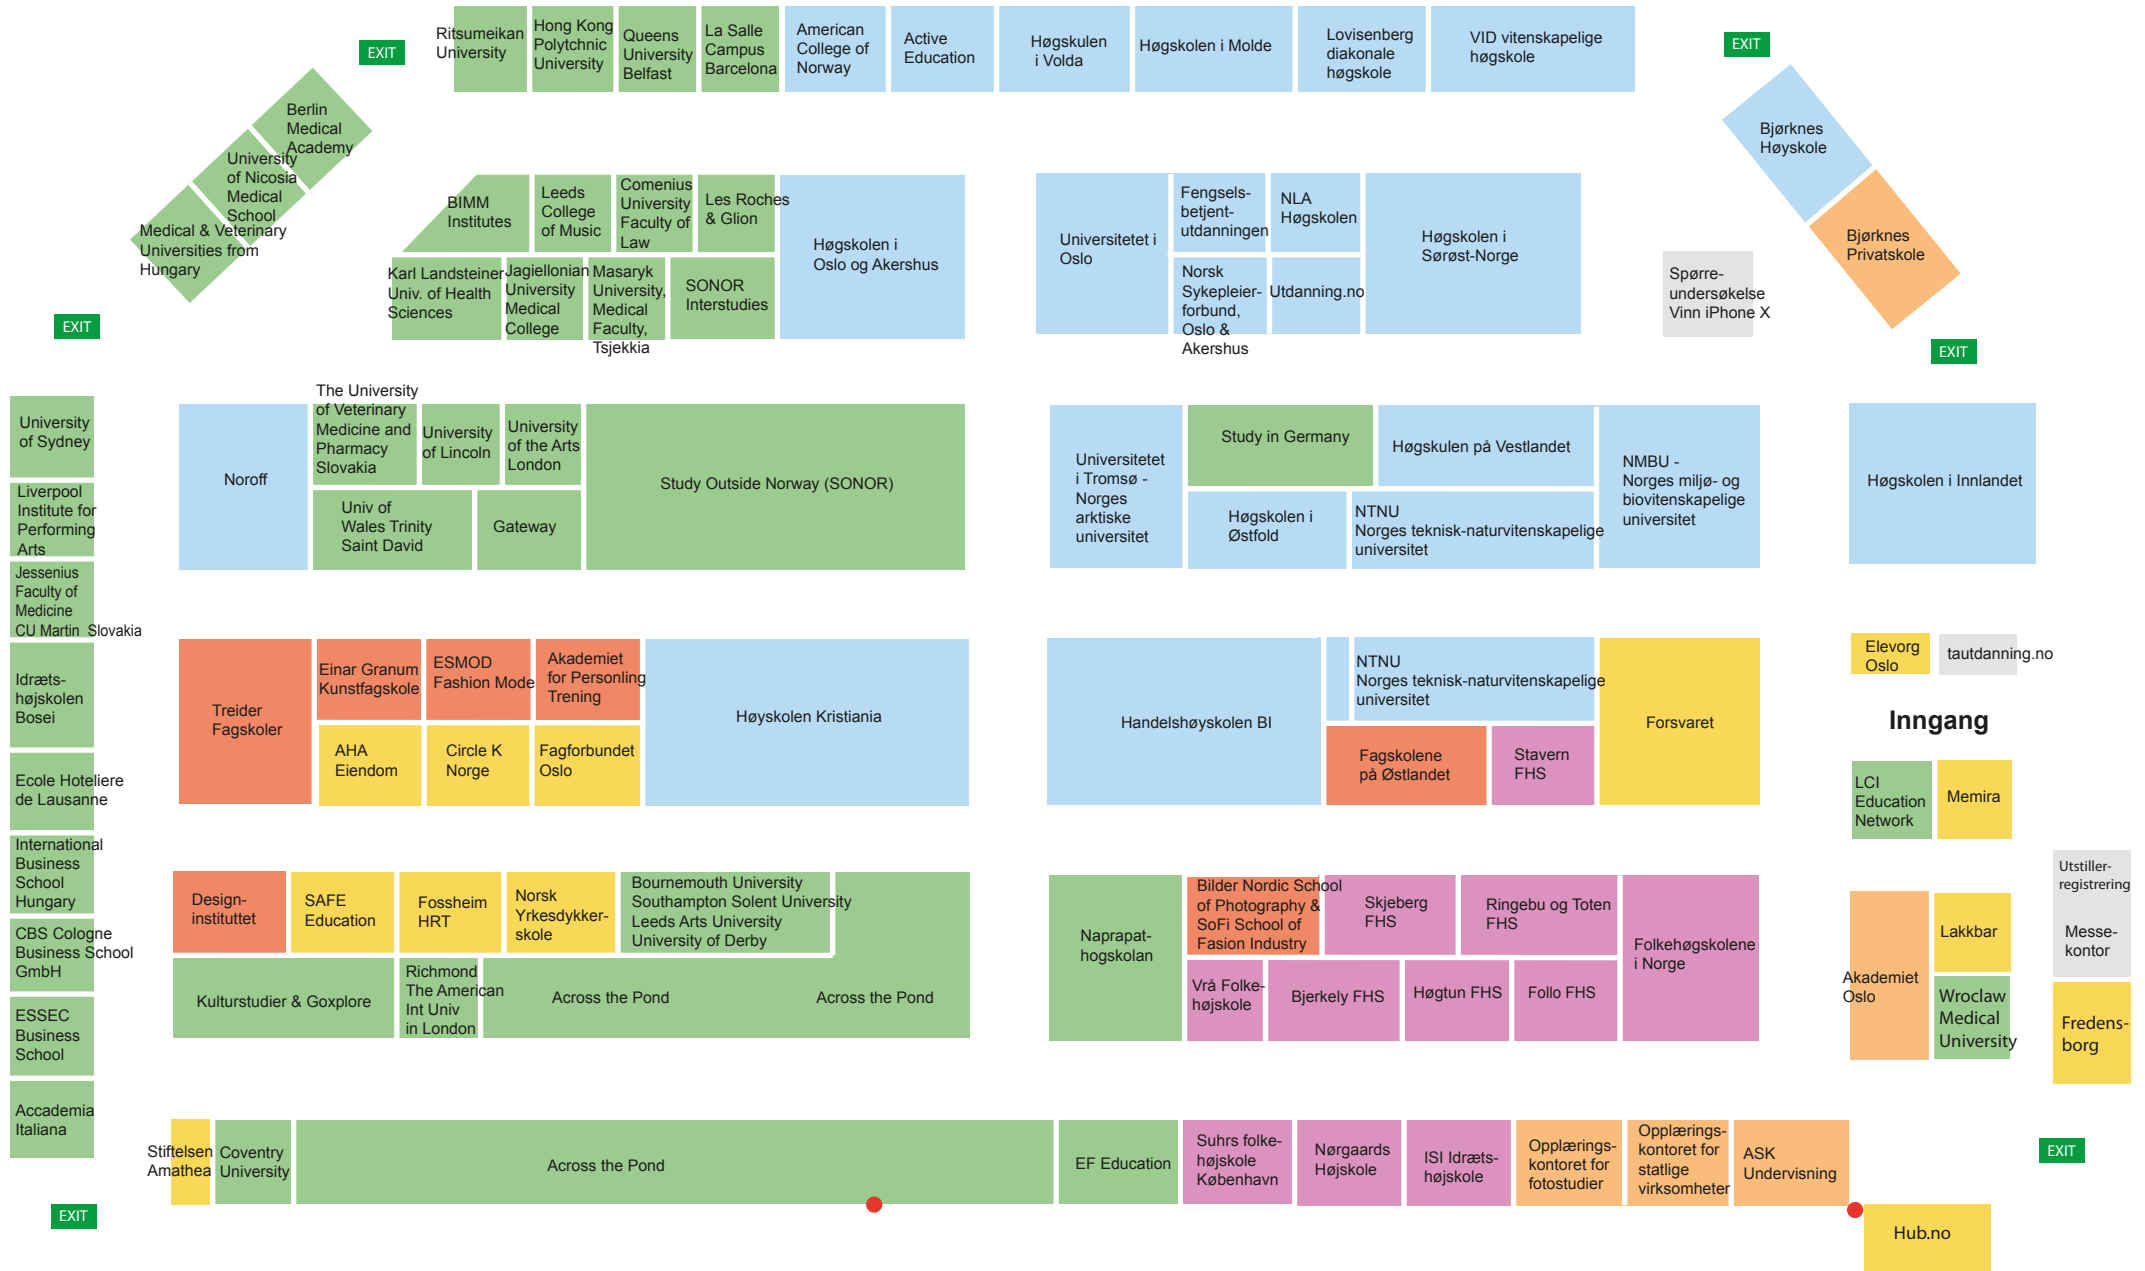 EXIT
Ritsumeikan
University
Hong Kong
Polytchnic
University
Queens
University
Belfast
La Salle
Campus
Barcelona
American
College of
Norway
Active
Education
Høgskulen
i Volda
Høgskolen i Molde
Lovisenberg
diakonale
høgskole
VID vitenskapelige
høgskole
EXIT
Berlin
Medical
Academy
University
of Nicosia
Medical
School
Medical & Veterinary
Universities from
Hungary
Bjørknes
Høyskole
Bjørknes
Privatskole
BIMM
Institutes
Leeds
College
of Music
Comenius
University
Faculty of
Law
Les Roches
& Glion
Høgskolen i
Oslo og Akershus
Karl Landsteiner
Univ. of Health
Sciences
Jagiellonian
University
Medical
College
Masaryk
University,
Medical
Faculty,
Tsjekkia
SONOR
Interstudies
Universitetet i
Oslo
Fengsels-
betjent-
utdanningen
NLA
Høgskolen
Norsk
Sykepleier-
forbund,
Oslo &
Akershus
Utdanning.no
Høgskolen i
Sørøst-Norge
Spørre-
undersøkelse
Vinn iPhone X
EXIT
EXIT
University
of Sydney
Liverpool
Institute for
Performing
Arts
Jessenius
Faculty of
Medicine
CU Martin  Slovakia
Idræts-
højskolen
Bosei
Ecole Hoteliere
de Lausanne
International
Business
School
Hungary
CBS Cologne
Business School
GmbH
ESSEC
Business
School
Accademia
Italiana
Noroff
The University
of Veterinary
Medicine and
Pharmacy
Slovakia
University
of Lincoln
University
of the Arts
London
Univ of
Wales Trinity
Saint David
Gateway
Study Outside Norway (SONOR)
Universitetet
i Tromsø -
Norges
arktiske
universitet
Study in Germany
Høgskulen på Vestlandet
Høgskolen i
Østfold
NTNU
Norges teknisk-naturvitenskapelige
universitet
NMBU -
Norges miljø- og
biovitenskapelige
universitet
Høgskolen i Innlandet
Treider
Fagskoler
Einar Granum
Kunstfagskole
ESMOD
Fashion Mode
Akademiet
for Personling
Trening
AHA
Eiendom
Circle K
Norge
Fagforbundet
Oslo
Høyskolen Kristiania
Handelshøyskolen BI
NTNU
Norges teknisk-naturvitenskapelige
universitet
Fagskolene
på Østlandet
Stavern
FHS
Forsvaret
Elevorg
Oslo
tautdanning.no
Inngang
LCI
Education
Network
Memira
Design-
instituttet
SAFE
Education
Fossheim
HRT
Norsk
Yrkesdykker-
skole
Bournemouth University
Southampton Solent University
Leeds Arts University
University of Derby
Kulturstudier & Goxplore
Richmond
The American
Int Univ
in London
Across the Pond
Across the Pond
Naprapat-
hogskolan
Bilder Nordic School
of Photography &
SoFi School of
Fasion Industry
Skjeberg
FHS
Ringebu og Toten
FHS
Vrå Folke-
højskole
Bjerkely FHS
Høgtun FHS
Follo FHS
Folkehøgskolene
i Norge
Akademiet
Oslo
Lakkbar
Wroclaw
Medical
University
Utstiller-
registrering
Messe-
kontor
Fredens-
borg
Stiftelsen
Amathea
Coventry
University
Across the Pond
EF Education
Suhrs folke-
højskole
København
Nørgaards
Højskole
ISI Idræts-
højskole
Opplærings-
kontoret for
fotostudier
Opplærings-
kontoret for
statlige
virksomheter
ASK
Undervisning
EXIT
EXIT
Hub.no